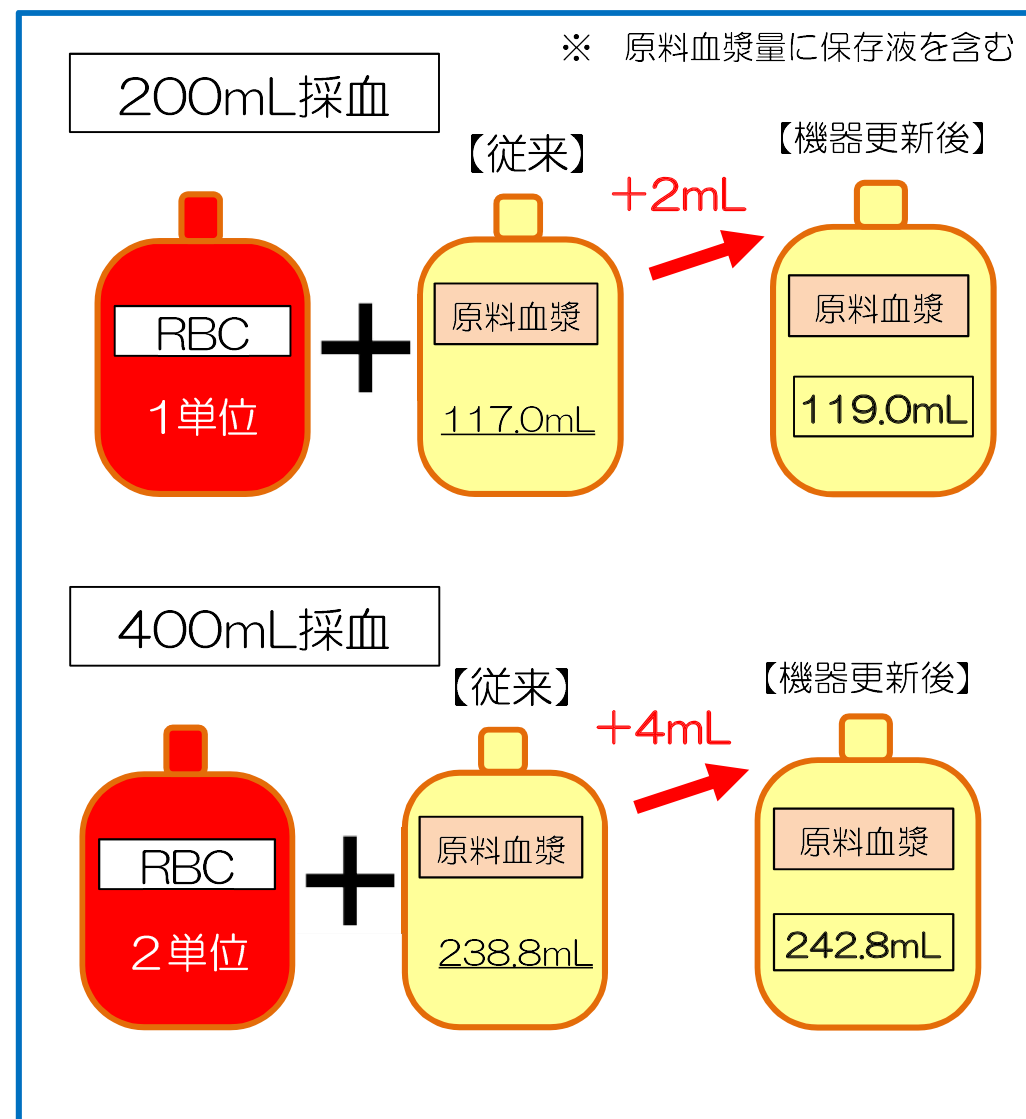 ※ 原料血漿量に保存液を含む
200mL採血
【従来】
【機器更新後】
+2mL
RBC
1単位
+
原料血漿
117.0mL
原料血漿
119.0mL
400mL採血
【従来】
【機器更新後】
+4mL
RBC
2単位
+
原料血漿
238.8mL
原料血漿
242.8mL